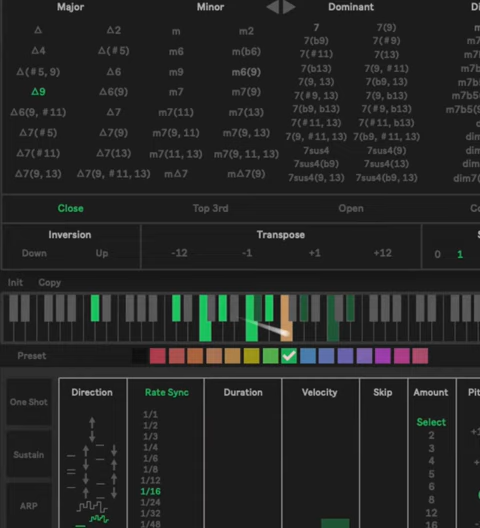 Major Minor Dominant Di
Δ Δ2 m m2 7 7(9)
Δ4 Δ(#5) m6 m(b6) 7(b9) 7(#9)
7(#11) 7(13)
Δ(#5, 9) Δ6 m9 m6(9) 7(b13) 7(9, #11)
Δ9 Δ6(9) m7 m7(9) 7(9, 13) 7(b9, 13)
7(#9, 13) 7(9, b13)
Δ6(9, #11) Δ7 m7(11) m7(13) 7(b9, b13) 7(#9, b13)
7(#11, 13) 7(#11, b13)
Δ7(#5) Δ7(9) m7(9, 11) m7(9, 13) 7(9, #11, 13) 7(b9, #11, 13)
Δ7(#11) Δ7(13) m7(11, 13) m7(9, 11, 13) 7sus4 7sus4(9)
7sus4(b9) 7sus4(13)
Δ7(9, 13) Δ7(9, #11, 13) mΔ7 mΔ7(9) 7sus4(9, 13) 7sus4(b9, 13)
m7b5
m7b5(
dim
dim7(
Close Top 3rd Open
Inversion Transpose
Down Up -12 -1 +1 +12 0 1
Init Copy
Preset
One Shot
Sustain
ARP
Direction Rate Sync Duration Velocity Skip Amount Pit
1/1
1/2
1/3
1/4
1/6
1/8
1/12
1/16
1/24
1/32
1/48
Select
2
3
4
5
6
8
12
16